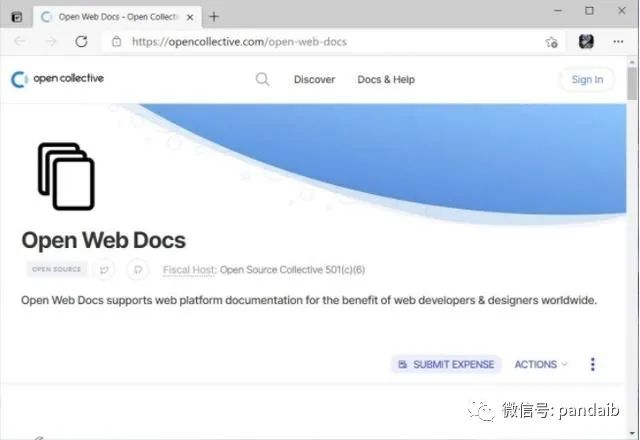 Open Web Docs - Open Collecti
https://opencollective.com/open-web-docs
open collective
Discover
Docs & Help
Sign In
Open Web Docs
OPEN SOURCE
Fiscal Host: Open Source Collective 501(c)(6)
Open Web Docs supports web platform documentation for the benefit of web developers & designers worldwide.
SUBMIT EXPENSE
ACTIONS
微信号: pandaib